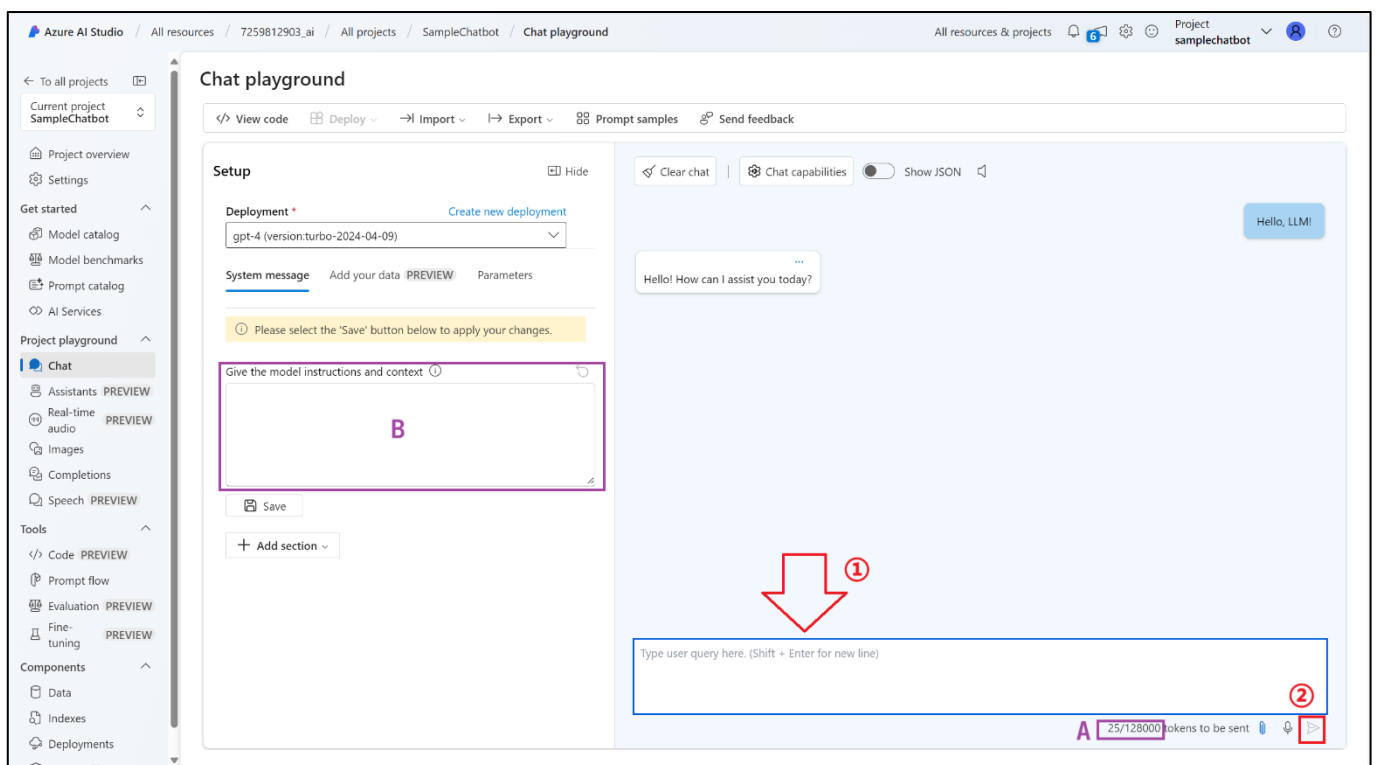 Azure AI Studio / All resources / 7259812903_ai / All projects / SampleChatbot / Chat playground
All resources & projects
6
Project
samplechatbot
To all projects
Current project
SampleChatbot
Project overview
Settings
Get started
Model catalog
Model benchmarks
Prompt catalog
AI Services
Project playground
Chat
Assistants PREVIEW
Real-time audio PREVIEW
Images
Completions
Speech PREVIEW
Tools
Code PREVIEW
Prompt flow
Evaluation PREVIEW
Fine-tuning PREVIEW
Components
Data
Indexes
Deployments
Chat playground
View code
Deploy
Import
Export
Prompt samples
Send feedback
Setup
Hide
Deployment *
Create new deployment
gpt-4 (version:turbo-2024-04-09)
System message
Add your data PREVIEW
Parameters
Please select the 'Save' button below to apply your changes.
Give the model instructions and context
B
Save
Add section
Clear chat
Chat capabilities
Show JSON
Hello, LLM!
...
Hello! How can I assist you today?
①
Type user query here. (Shift + Enter for new line)
②
A
25/128000 tokens to be sent